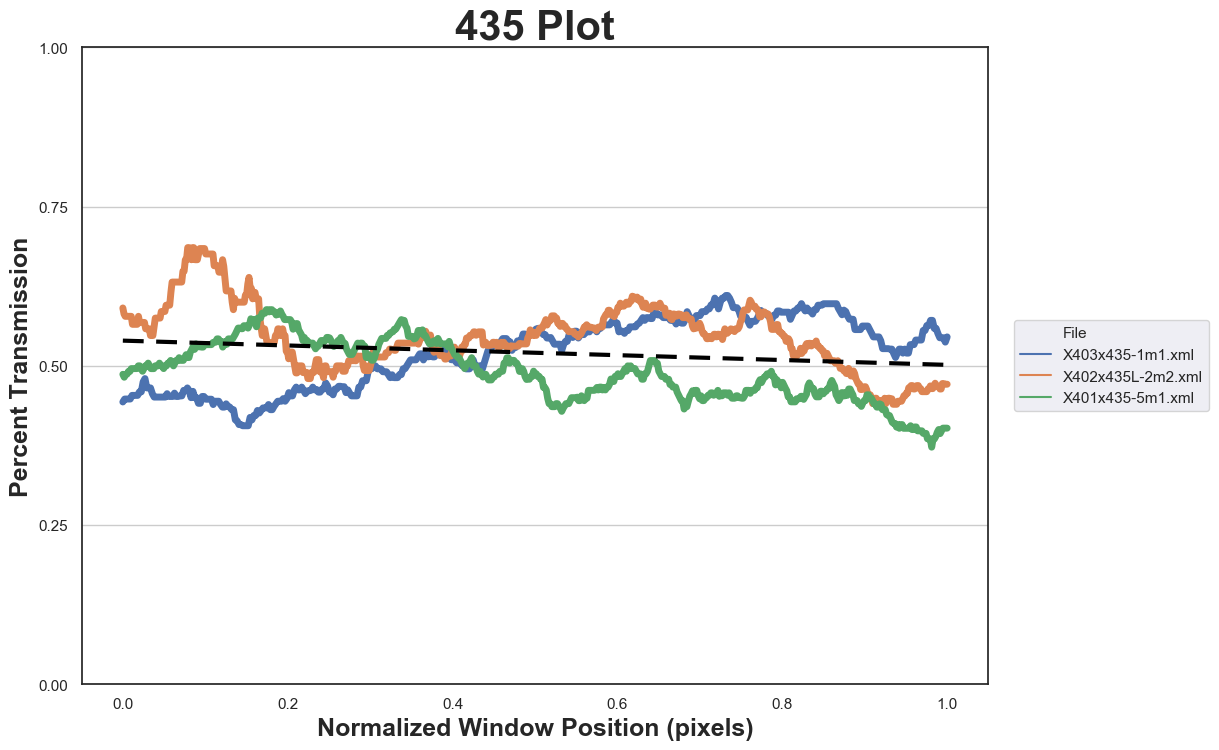 435 Plot
1.00
0.75
0.50
0.25
0.00
Percent Transmission
0.0 0.2 0.4 0.6 0.8 1.0
Normalized Window Position (pixels)
File
X403x435-1m1.xml
X402x435L-2m2.xml
X401x435-5m1.xml